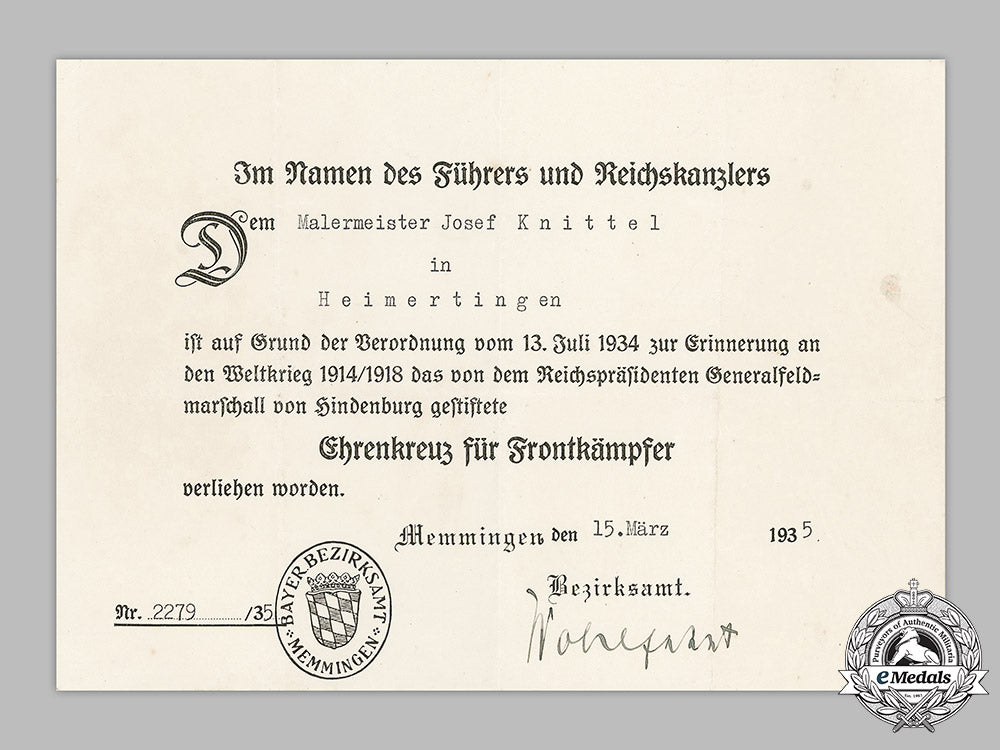 Im Namen des Führers und Reichskanzlers
Dem Malermeister Josef Knittel
in
Heimertingen
ist auf Grund der Verordnung vom 13. Juli 1934 zur Erinnerung an
den Weltkrieg 1914/1918 das von dem Reichspräsidenten Generalfeld=
marschall von Hindenburg gestiftete
Ehrenkreuz für Frontkämpfer
verliehen worden.
Memmingen den 15.März 1935.
Bezirksamt.
Wohlfahrt
Nr. 2279 /35
BAYER BEZIRKSAMT
MEMMINGEN
Purveyors of Authentic Militaria
eMedals